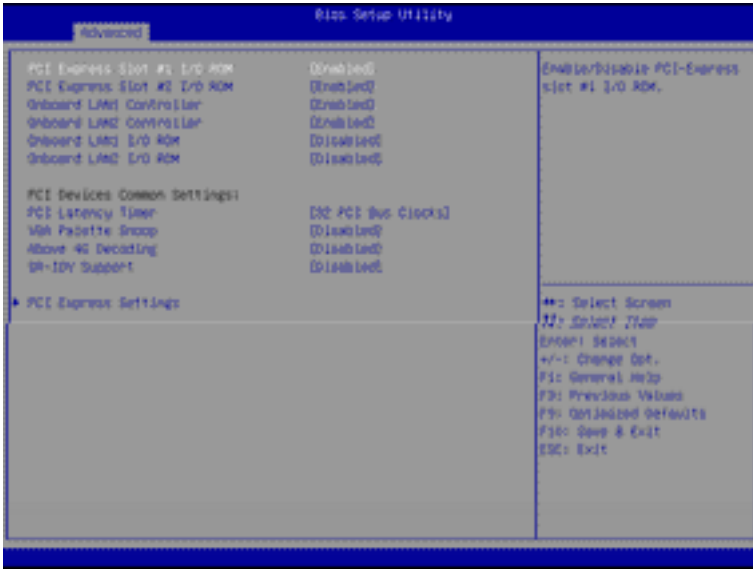 Bios Setup Utility
Advanced
PCI Express Slot #1 I/O ROM [Enabled]
PCI Express Slot #2 I/O ROM [Enabled]
Onboard LAN1 Controller [Enabled]
Onboard LAN2 Controller [Enabled]
Onboard LAN1 I/O ROM [Disabled]
Onboard LAN2 I/O ROM [Disabled]
PCI Devices Common Settings:
PCI Latency Timer [32 PCI Bus Clocks]
VGA Palette Snoop [Disabled]
Above 4G Decoding [Disabled]
SR-IOV Support [Disabled]
PCI Express Settings
Enable/Disable PCI-Express
slot #1 I/O ROM.
: Select Screen
: Select Item
Enter: Select
+/-: Change Opt.
F1: General Help
F3: Previous Values
F9: Optimized Defaults
F10: Save & Exit
ESC: Exit